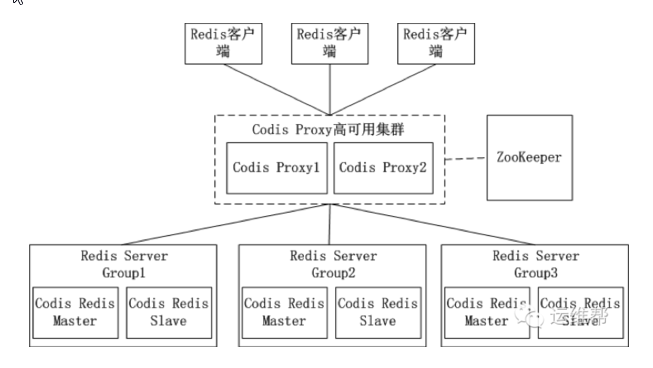 Redis客户端
Redis客户端
Redis客户端
Codis Proxy高可用集群
Codis Proxy1
Codis Proxy2
ZooKeeper
Redis Server
Group1
Redis Server
Group2
Redis Server
Group3
Codis Redis
Master
Codis Redis
Slave
Codis Redis
Master
Codis Redis
Slave
Codis Redis
Master
Codis Redis
Slave
运维帮